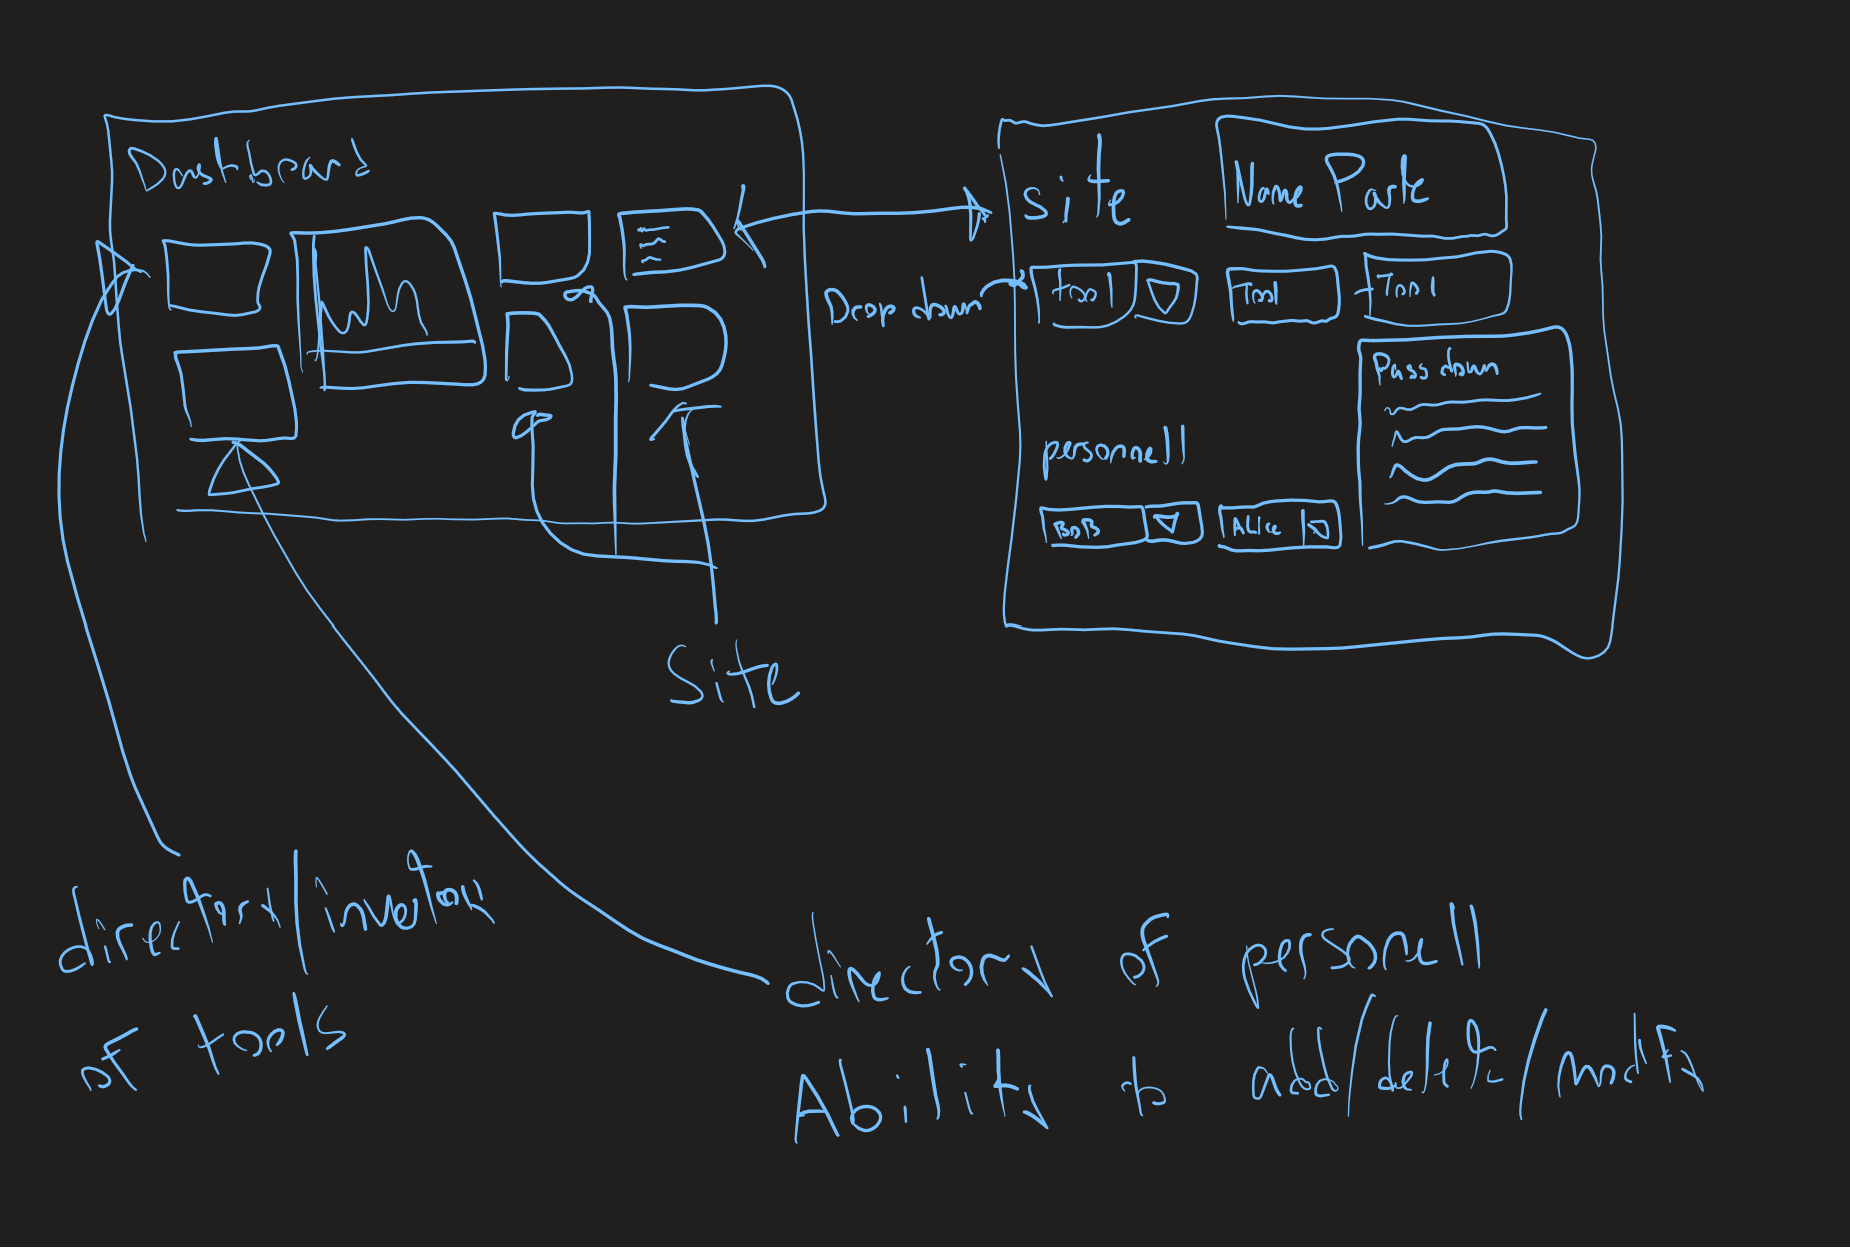 Dashboard
site
Name Park
Drop down
tool
Tool
Tool
Pass down
personnell
BOB
Alice
Site
directory/inventory
of tools
directory of personell
Ability to add/delete/modify